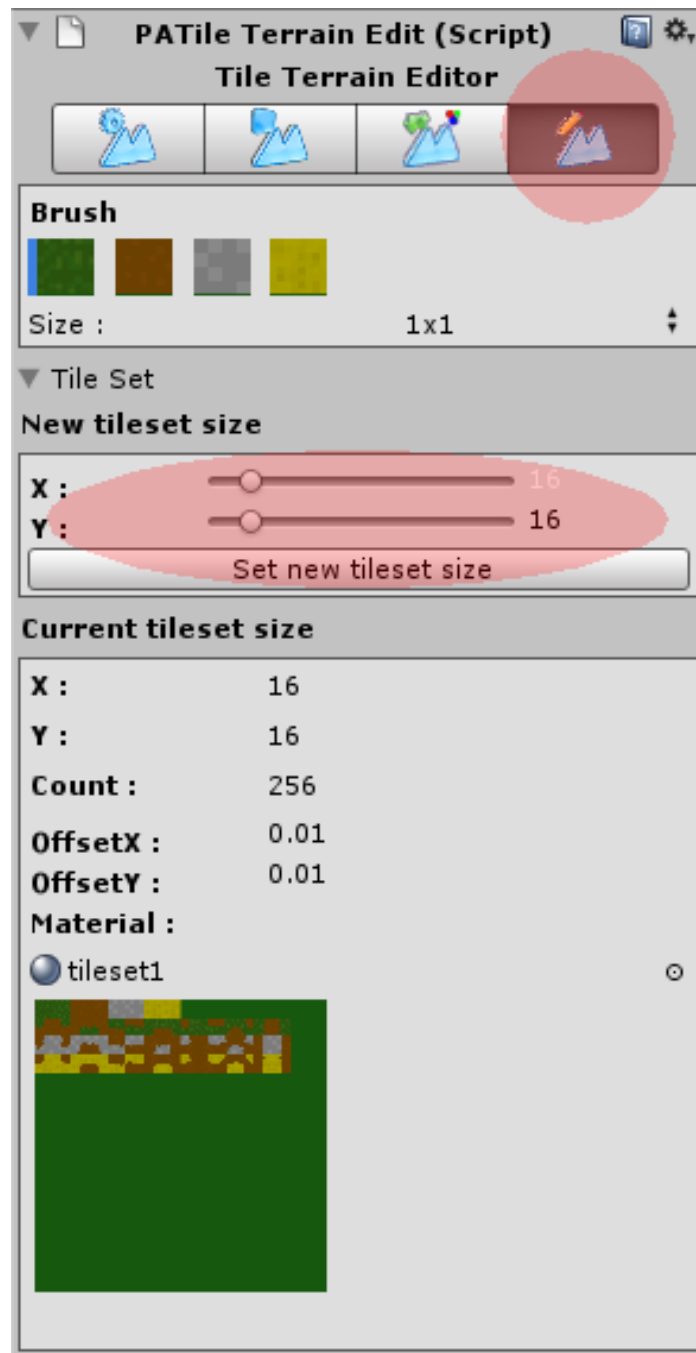 PATile Terrain Edit (Script)
Tile Terrain Editor
Brush
Size : 1x1
Tile Set
New tileset size
X : 16
Y : 16
Set new tileset size
Current tileset size
X : 16
Y : 16
Count : 256
OffsetX : 0.01
OffsetY : 0.01
Material :
tileset1